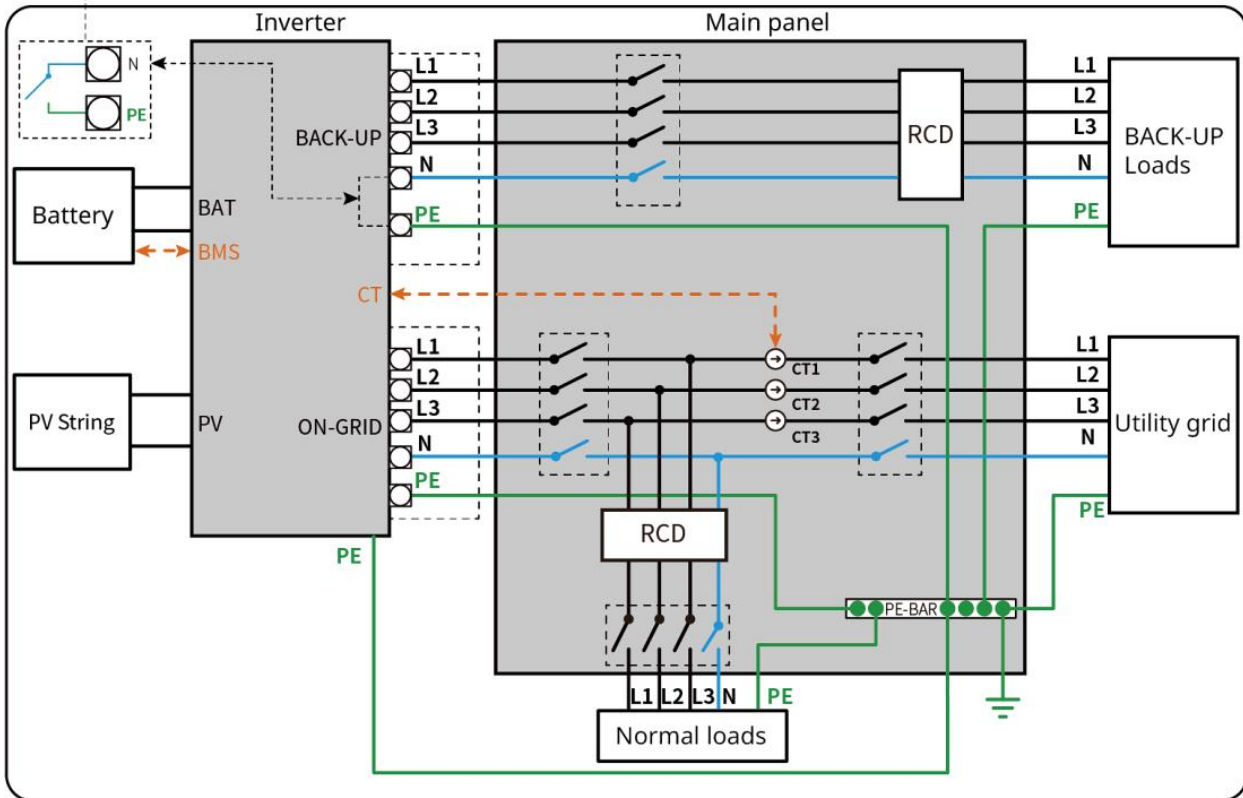 Inverter
Main panel
N
PE
BACK-UP
L1
L2
L3
N
PE
RCD
L1
L2
L3
N
PE
BACK-UP
Loads
Battery
BAT
BMS
CT
PV String
PV
ON-GRID
L1
L2
L3
N
PE
CT1
CT2
CT3
L1
L2
L3
N
PE
Utility grid
RCD
PE
PE-BAR
L1 L2 L3 N PE
Normal loads